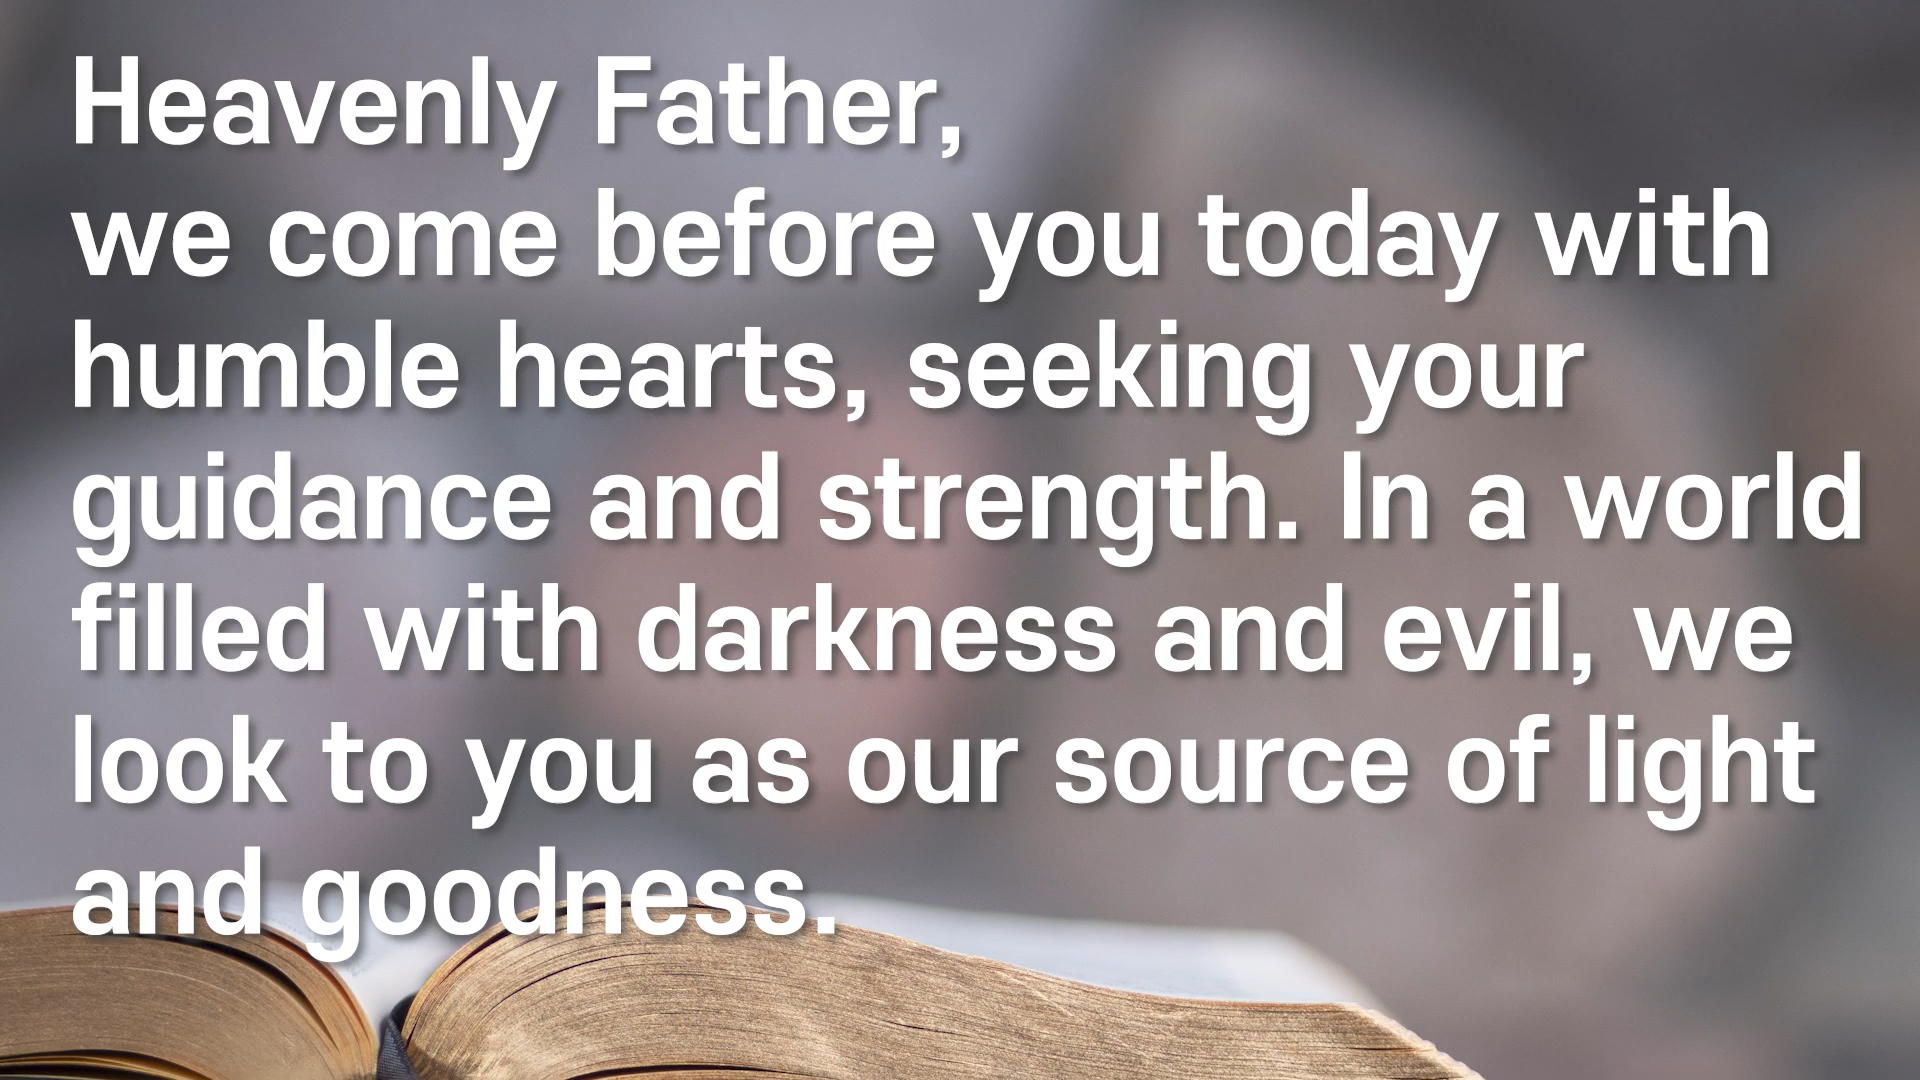 Heavenly Father,
we come before you today with
humble hearts, seeking your
guidance and strength. In a world
filled with darkness and evil, we
look to you as our source of light
and goodness.